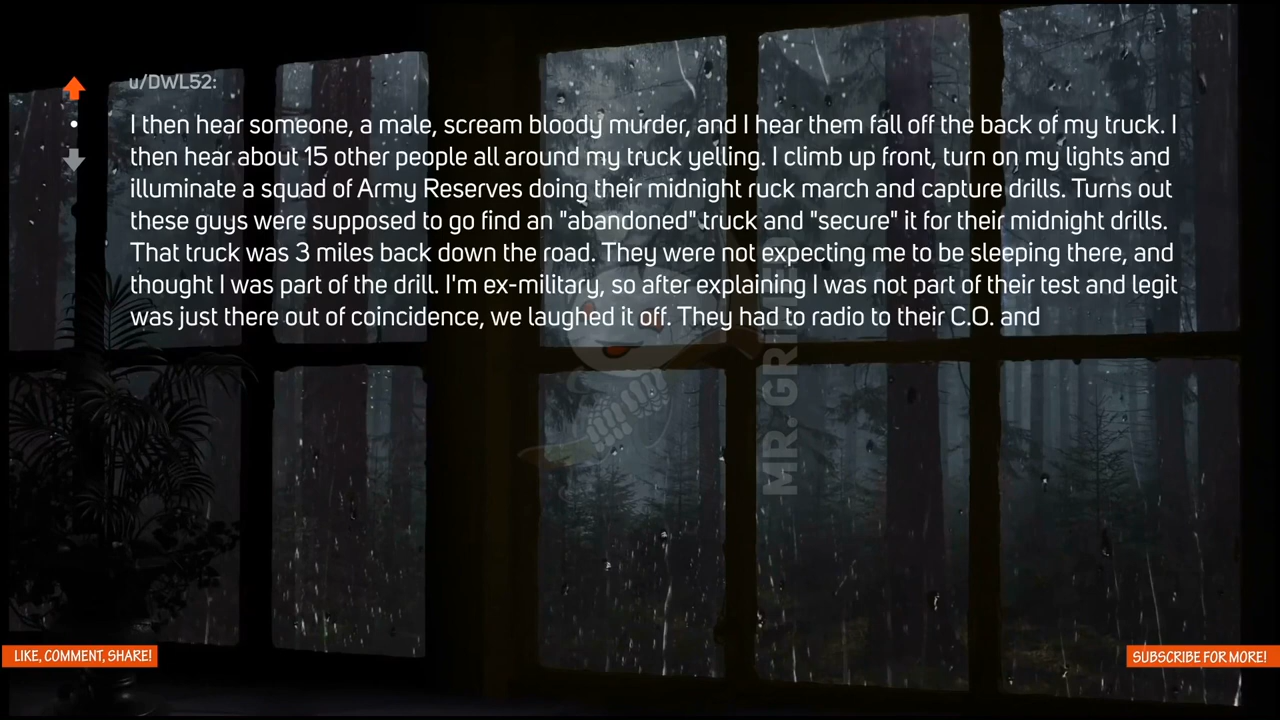 u/DWL52:
I then hear someone, a male, scream bloody murder, and I hear them fall off the back of my truck. I
then hear about 15 other people all around my truck yelling. I climb up front, turn on my lights and
illuminate a squad of Army Reserves doing their midnight ruck march and capture drills. Turns out
these guys were supposed to go find an "abandoned" truck and "secure" it for their midnight drills.
That truck was 3 miles back down the road. They were not expecting me to be sleeping there, and
thought I was part of the drill. I'm ex-military, so after explaining I was not part of their test and legit
was just there out of coincidence, we laughed it off. They had to radio to their C.O. and
MR. GRIM
LIKE, COMMENT, SHARE!
SUBSCRIBE FOR MORE!